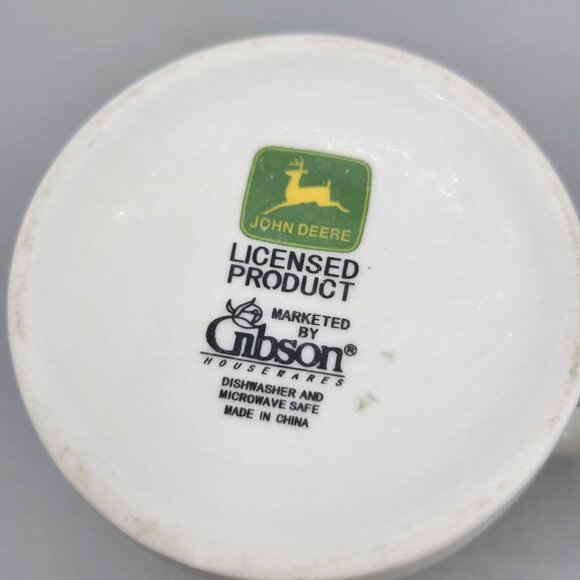 JOHN DEERE
LICENSED
PRODUCT
MARKETED
BY
Gibson®
HOUSEWARES
DISHWASHER AND
MICROWAVE SAFE
MADE IN CHINA